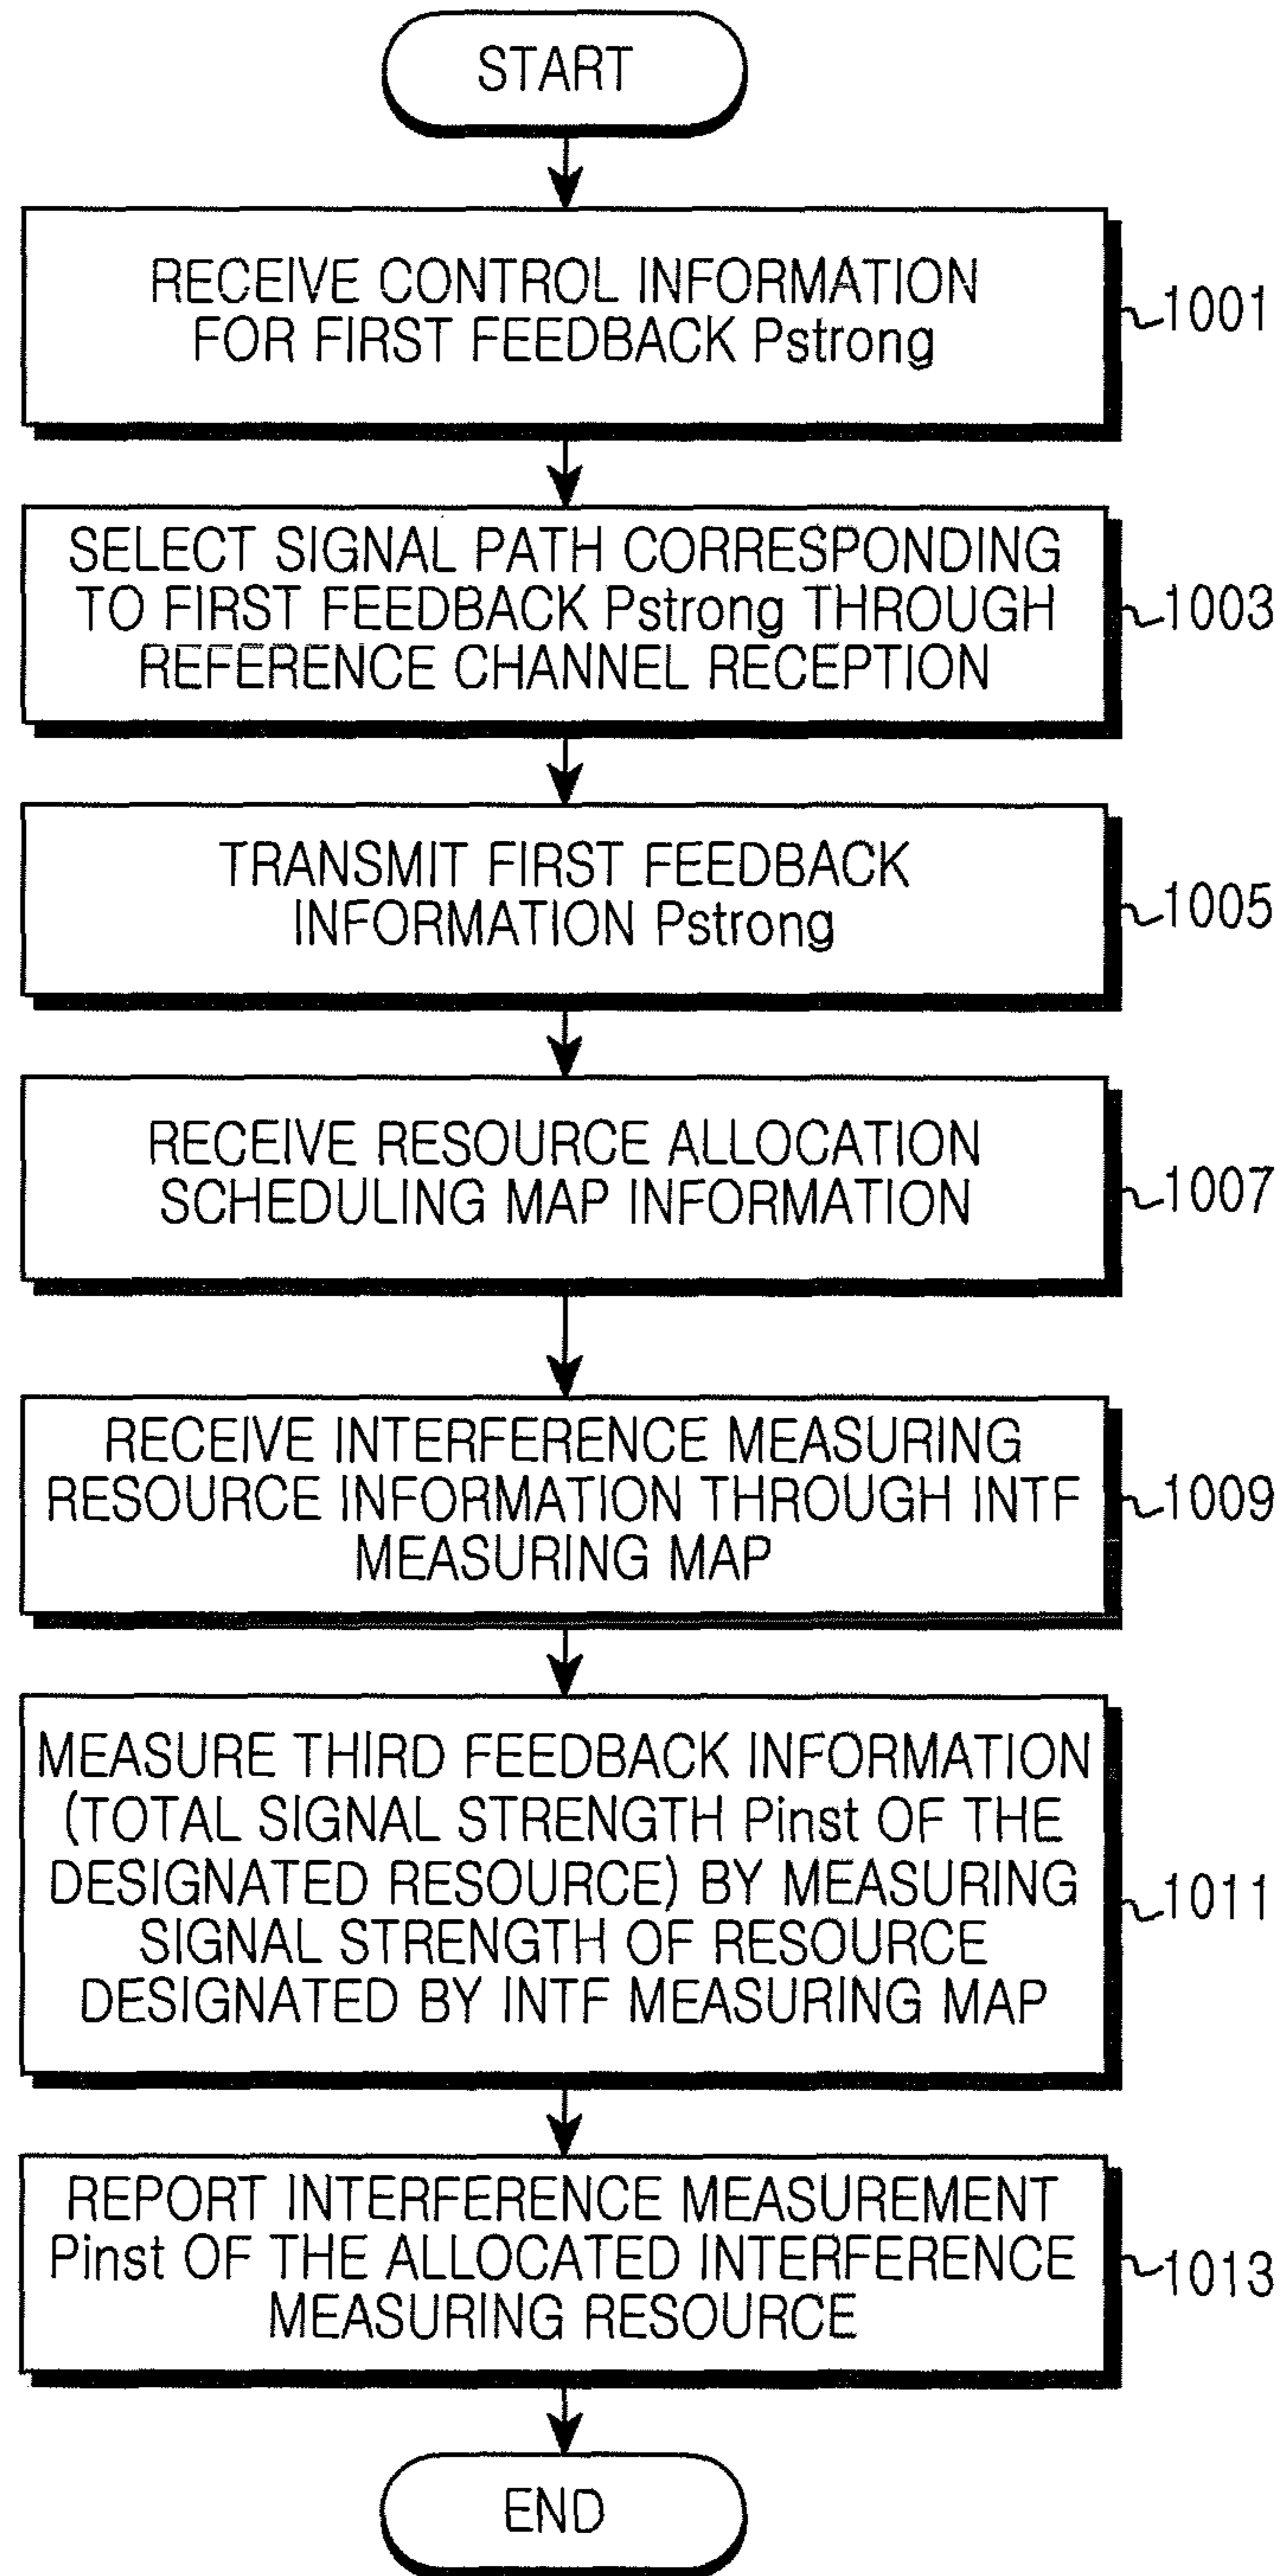 START
RECEIVE CONTROL INFORMATION
FOR FIRST FEEDBACK Pstrong
1001
SELECT SIGNAL PATH CORRESPONDING
TO FIRST FEEDBACK Pstrong THROUGH
REFERENCE CHANNEL RECEPTION
1003
TRANSMIT FIRST FEEDBACK
INFORMATION Pstrong
1005
RECEIVE RESOURCE ALLOCATION
SCHEDULING MAP INFORMATION
1007
RECEIVE INTERFERENCE MEASURING
RESOURCE INFORMATION THROUGH INTF
MEASURING MAP
1009
MEASURE THIRD FEEDBACK INFORMATION
(TOTAL SIGNAL STRENGTH Pinst OF THE
DESIGNATED RESOURCE) BY MEASURING
SIGNAL STRENGTH OF RESOURCE
DESIGNATED BY INTF MEASURING MAP
1011
REPORT INTERFERENCE MEASUREMENT
Pinst OF THE ALLOCATED INTERFERENCE
MEASURING RESOURCE
1013
END